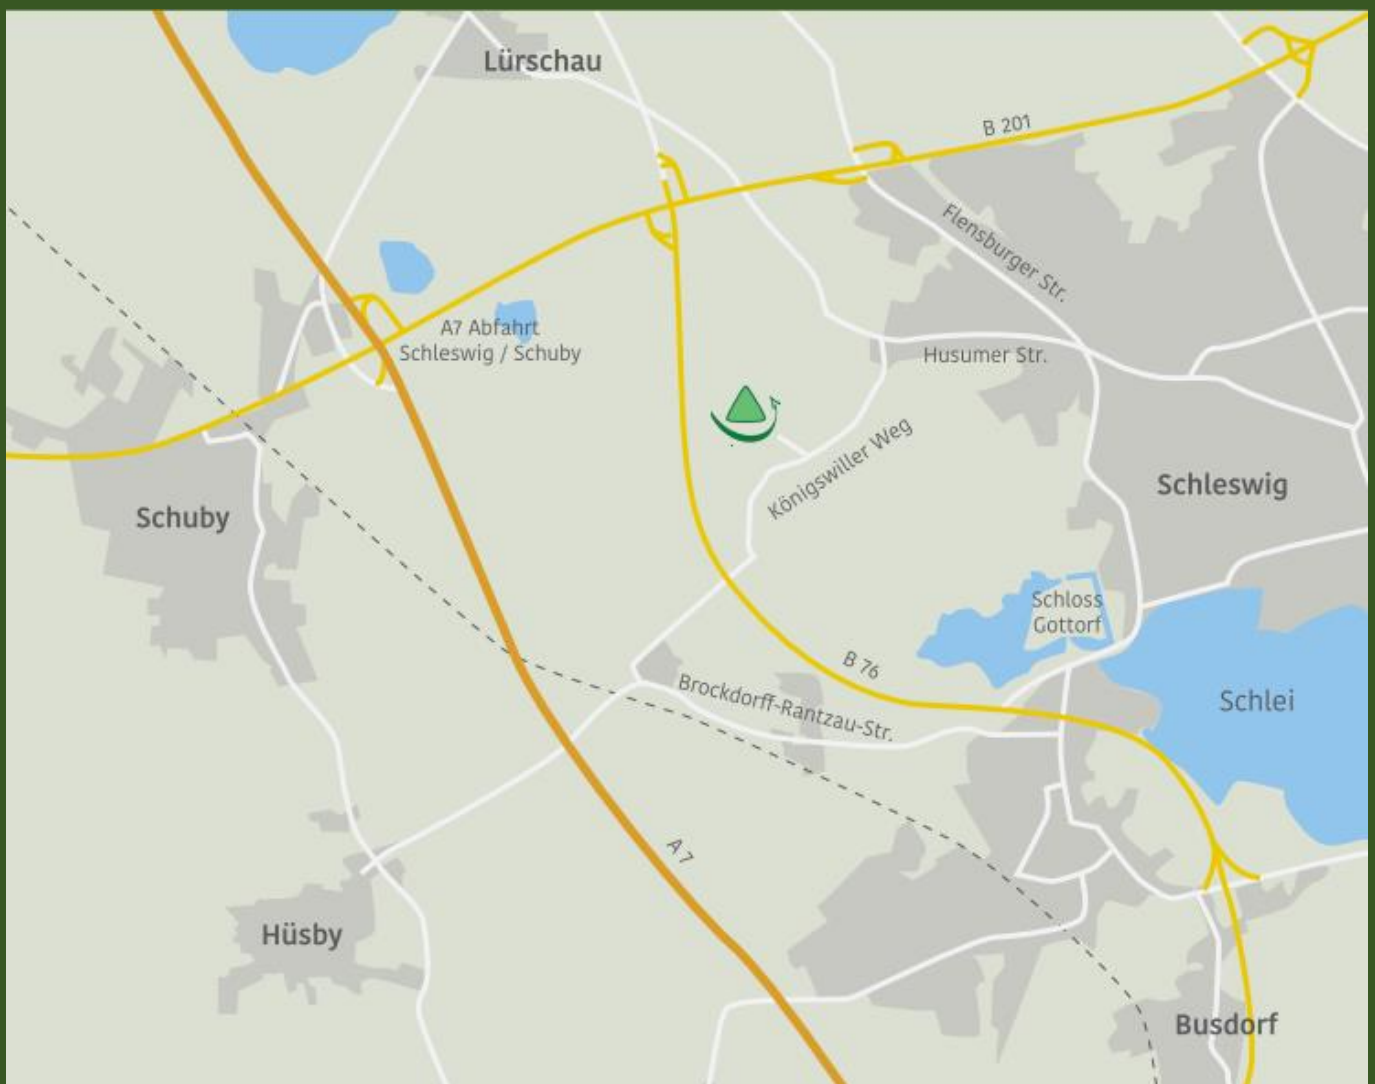 Lürschau
B 201
Flensburger Str.
A7 Abfahrt
Schleswig / Schuby
Husumer Str.
Königswiller Weg
Schleswig
Schuby
Schloss
Gottorf
B 76
Brockdorff-Rantzau-Str.
Schlei
A 7
Hüsby
Busdorf